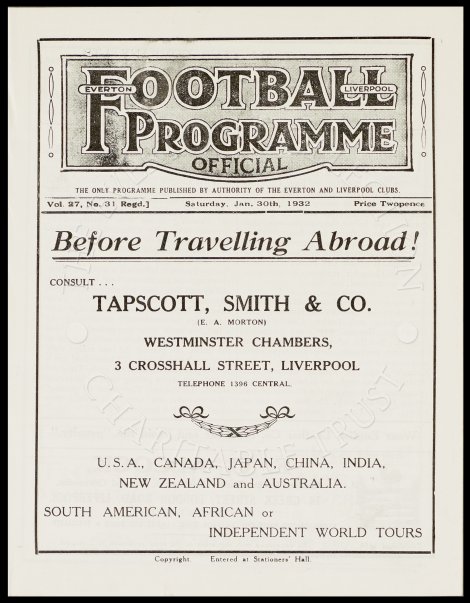 FOOTBALL
EVERTON
LIVERPOOL
PROGRAMME
OFFICIAL
THE ONLY PROGRAMME PUBLISHED BY AUTHORITY OF THE EVERTON AND LIVERPOOL CLUBS.
Vol. 27, No. 31 Regd.] Saturday, Jan. 30th, 1932 Price Twopence
Before Travelling Abroad!
CONSULT . . .
TAPSCOTT, SMITH & CO.
(E. A. MORTON)
WESTMINSTER CHAMBERS,
3 CROSSHALL STREET, LIVERPOOL
TELEPHONE 1396 CENTRAL.
U.S.A., CANADA, JAPAN, CHINA, INDIA,
NEW ZEALAND and AUSTRALIA.
SOUTH AMERICAN, AFRICAN or
INDEPENDENT WORLD TOURS
Copyright. Entered at Stationers' Hall.
CHARITABLE TRUST